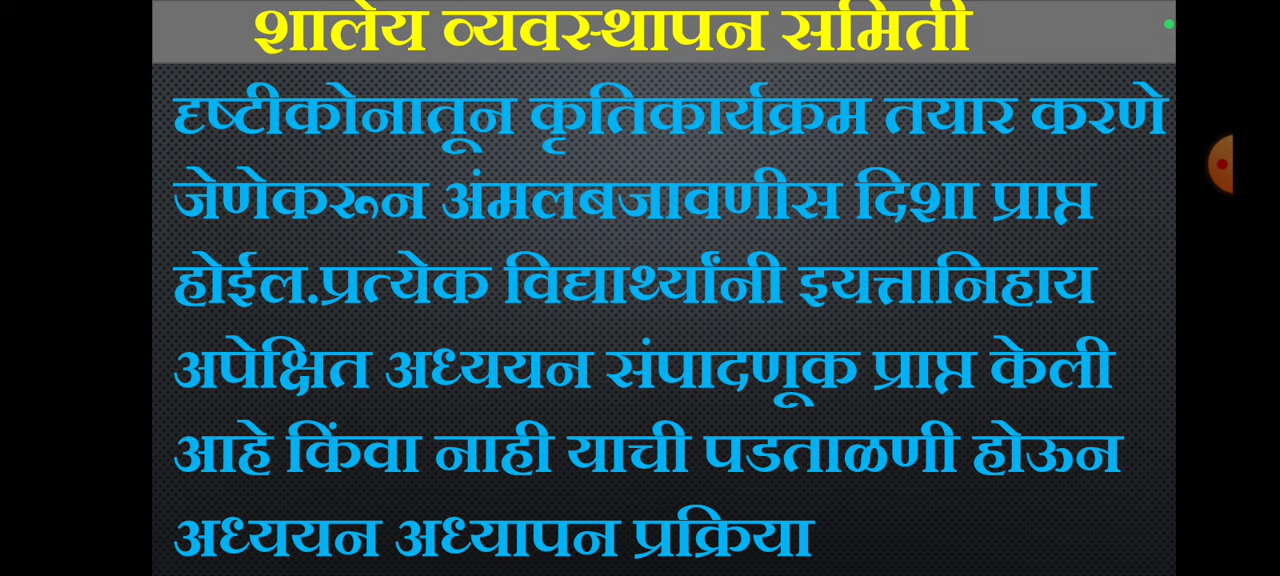 शालेय व्यवस्थापन समिती
दृष्टीकोनातून कृतिकार्यक्रम तयार करणे
जेणेकरून अंमलबजावणीस दिशा प्राप्त
होईल.प्रत्येक विद्यार्थ्यांनी इयत्तानिहाय
अपेक्षित अध्ययन संपादणूक प्राप्त केली
आहे किंवा नाही याची पडताळणी होऊन
अध्ययन अध्यापन प्रक्रिया